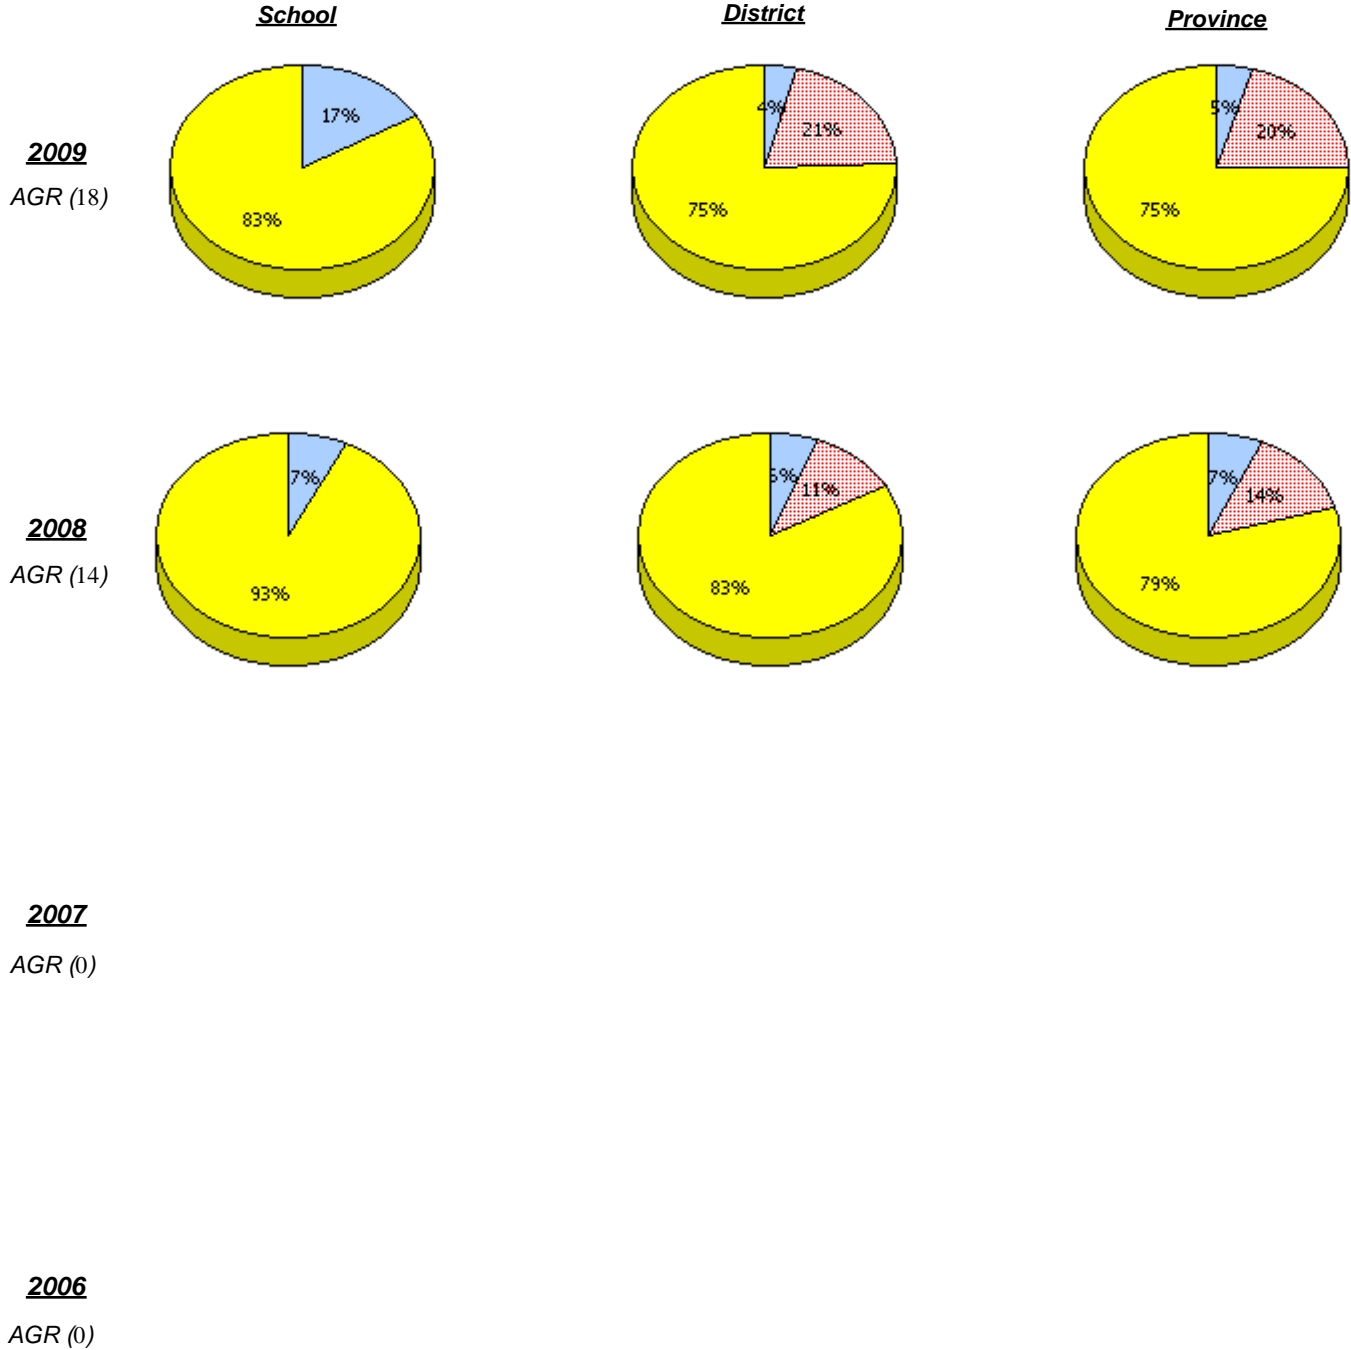 School
District
Province
17%
4%
21%
5%
20%
2009
AGR (18)
83%
75%
75%
7%
11%
7%
14%
2008
AGR (14)
93%
83%
79%
2007
AGR (0)
2006
AGR (0)